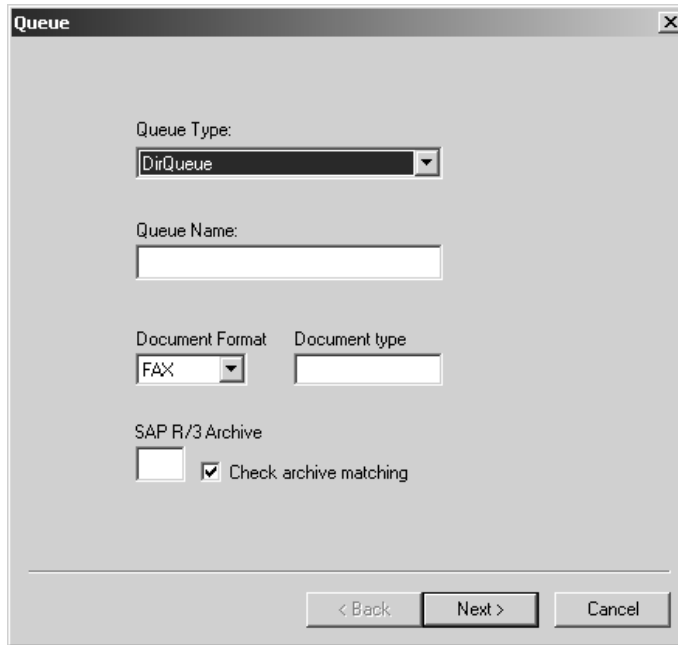 Queue
Queue Type:
DirQueue
Queue Name:
Document Format Document type
FAX
SAP R/3 Archive
Check archive matching
< Back Next > Cancel